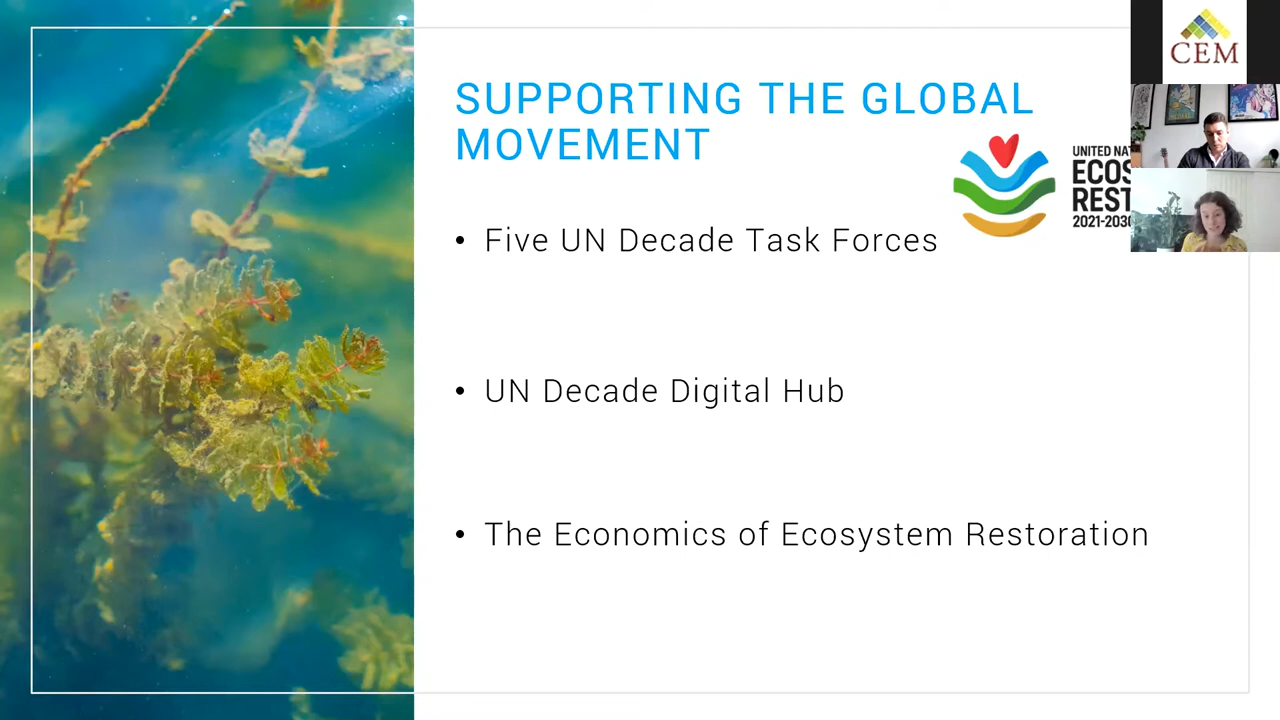 SUPPORTING THE GLOBAL
MOVEMENT
CEM
UNITED
2021-2030
• Five UN Decade Task Forces
• UN Decade Digital Hub
• The Economics of Ecosystem Restoration